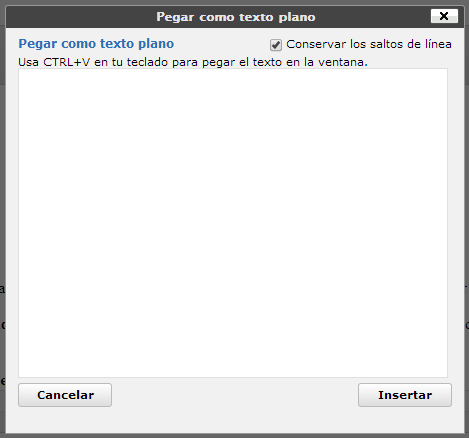 Pegar como texto plano
Pegar como texto plano Conservar los saltos de línea
Usa CTRL+V en tu teclado para pegar el texto en la ventana.
Cancelar Insertar